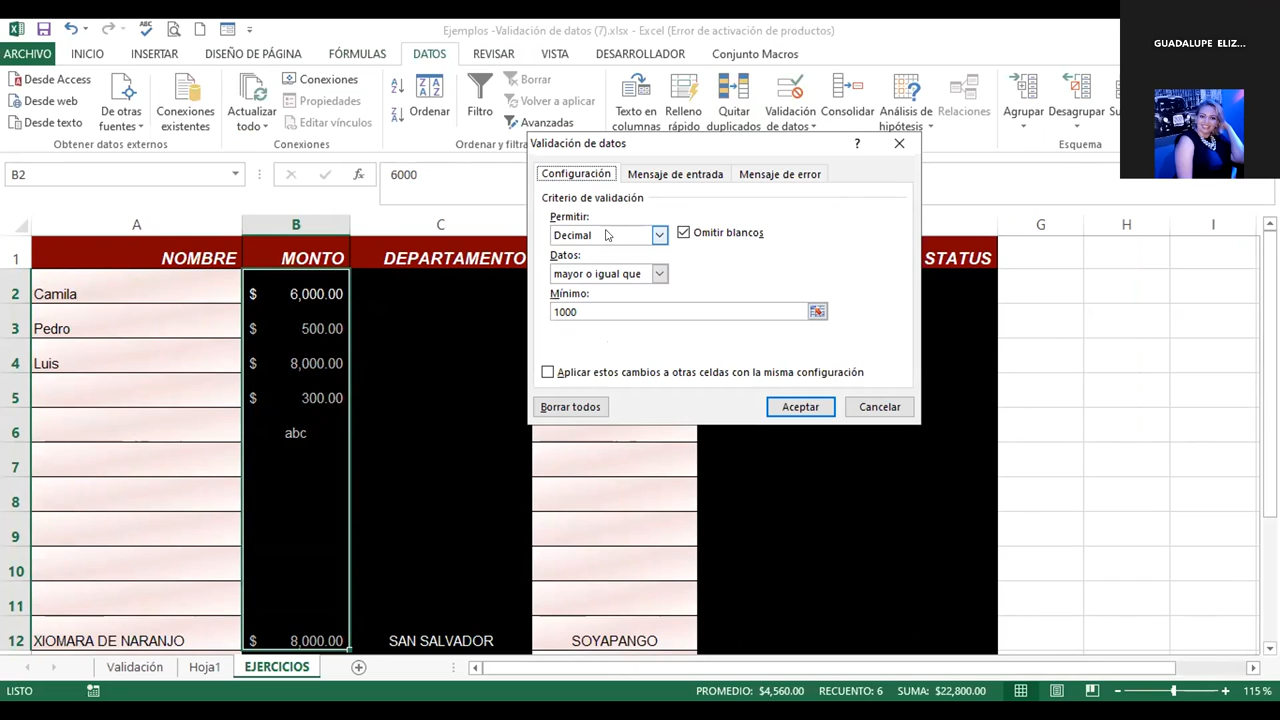 Ejemplos -Validación de datos (7).xlsx - Excel (Error de activación de productos)
GUADALUPE ELIZ...
ARCHIVO INICIO INSERTAR DISEÑO DE PÁGINA FÓRMULAS DATOS REVISAR VISTA DESARROLLADOR Conjunto Macros
Desde Access
Desde web
Desde texto
De otras fuentes
Conexiones existentes
Obtener datos externos
Actualizar todo
Conexiones
Propiedades
Editar vínculos
Conexiones
Ordenar
Filtro
Borrar
Volver a aplicar
Avanzadas
Ordenar y filtra
Texto en columnas
Relleno rápido
Quitar duplicados
Validación de datos
Consolidar
Análisis de hipótesis
Relaciones
Agrupar
Desagrupar
Su
Esquema
B2
6000
Validación de datos
Configuración Mensaje de entrada Mensaje de error
Criterio de validación
Permitir:
Decimal
Omitir blancos
Datos:
mayor o igual que
Mínimo:
1000
Aplicar estos cambios a otras celdas con la misma configuración
Borrar todos Aceptar Cancelar
A B C G H I
1 NOMBRE MONTO DEPARTAMENTO STATUS
2 Camila $ 6,000.00
3 Pedro $ 500.00
4 Luis $ 8,000.00
5 $ 300.00
6 abc
7
8
9
10
11
12 XIOMARA DE NARANJO $ 8,000.00 SAN SALVADOR SOYAPANGO
Validación Hoja1 EJERCICIOS
LISTO PROMEDIO: $4,560.00 RECUENTO: 6 SUMA: $22,800.00 115 %